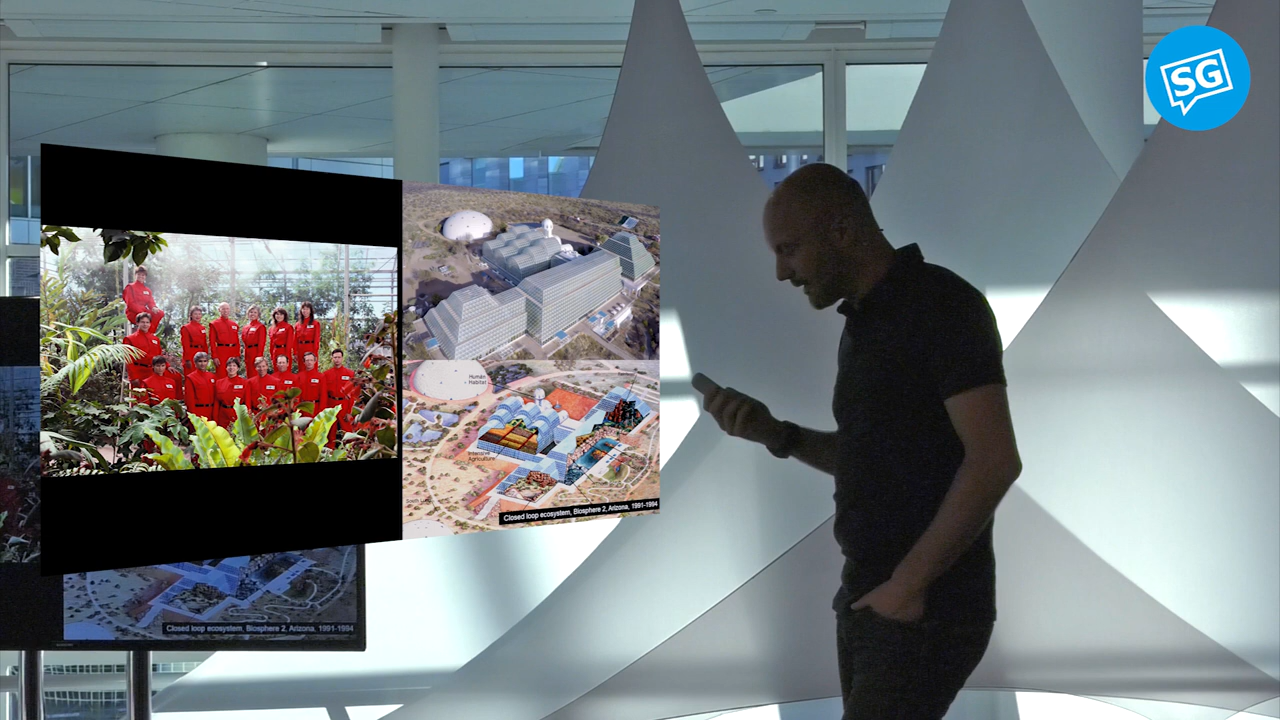 SG
Human
Habitat
Intensive
Agriculture
Closed loop ecosystem, Biosphere 2, Arizona, 1991-1994
Closed loop ecosystem, Biosphere 2, Arizona, 1991-1994